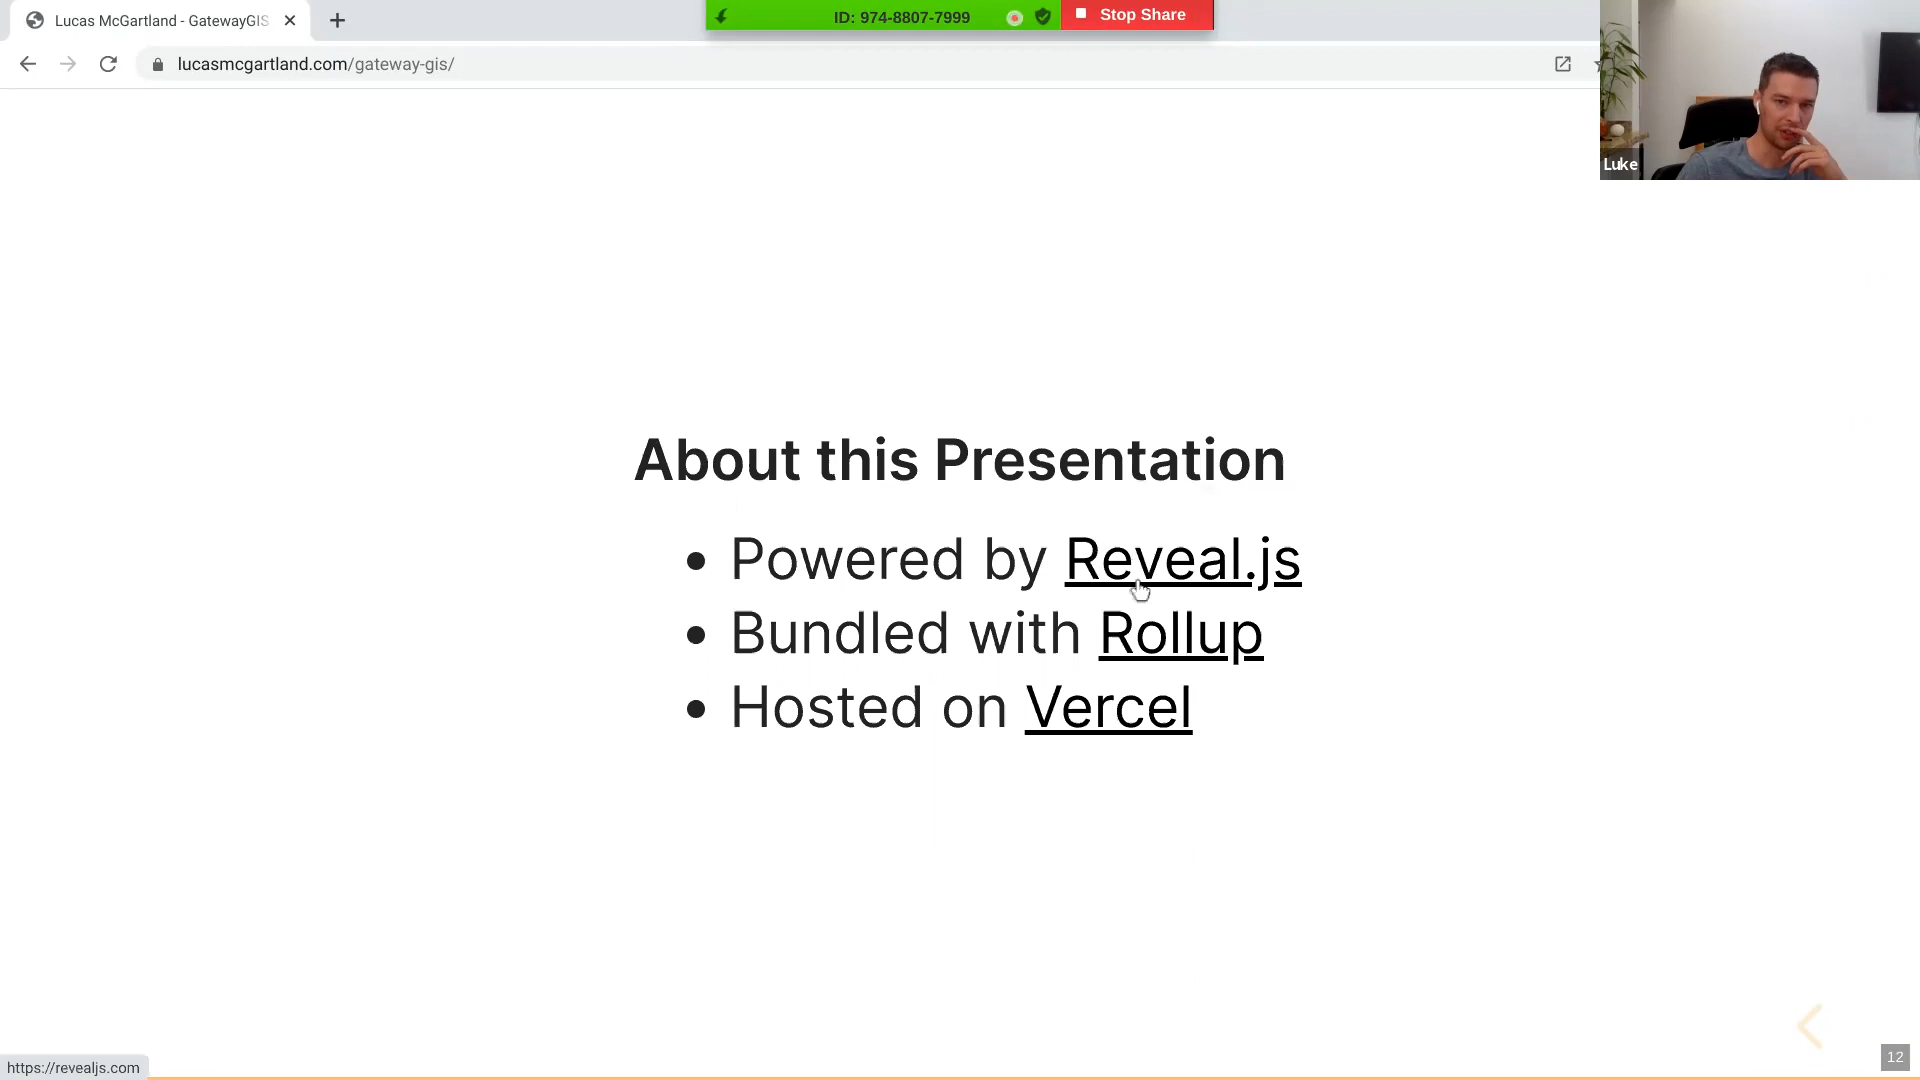 Lucas McGartland - GatewayGIS
ID: 974-8807-7999
Stop Share
lucasmcgartland.com/gateway-gis/
Luke
About this Presentation
• Powered by Reveal.js
• Bundled with Rollup
• Hosted on Vercel
12
https://revealjs.com